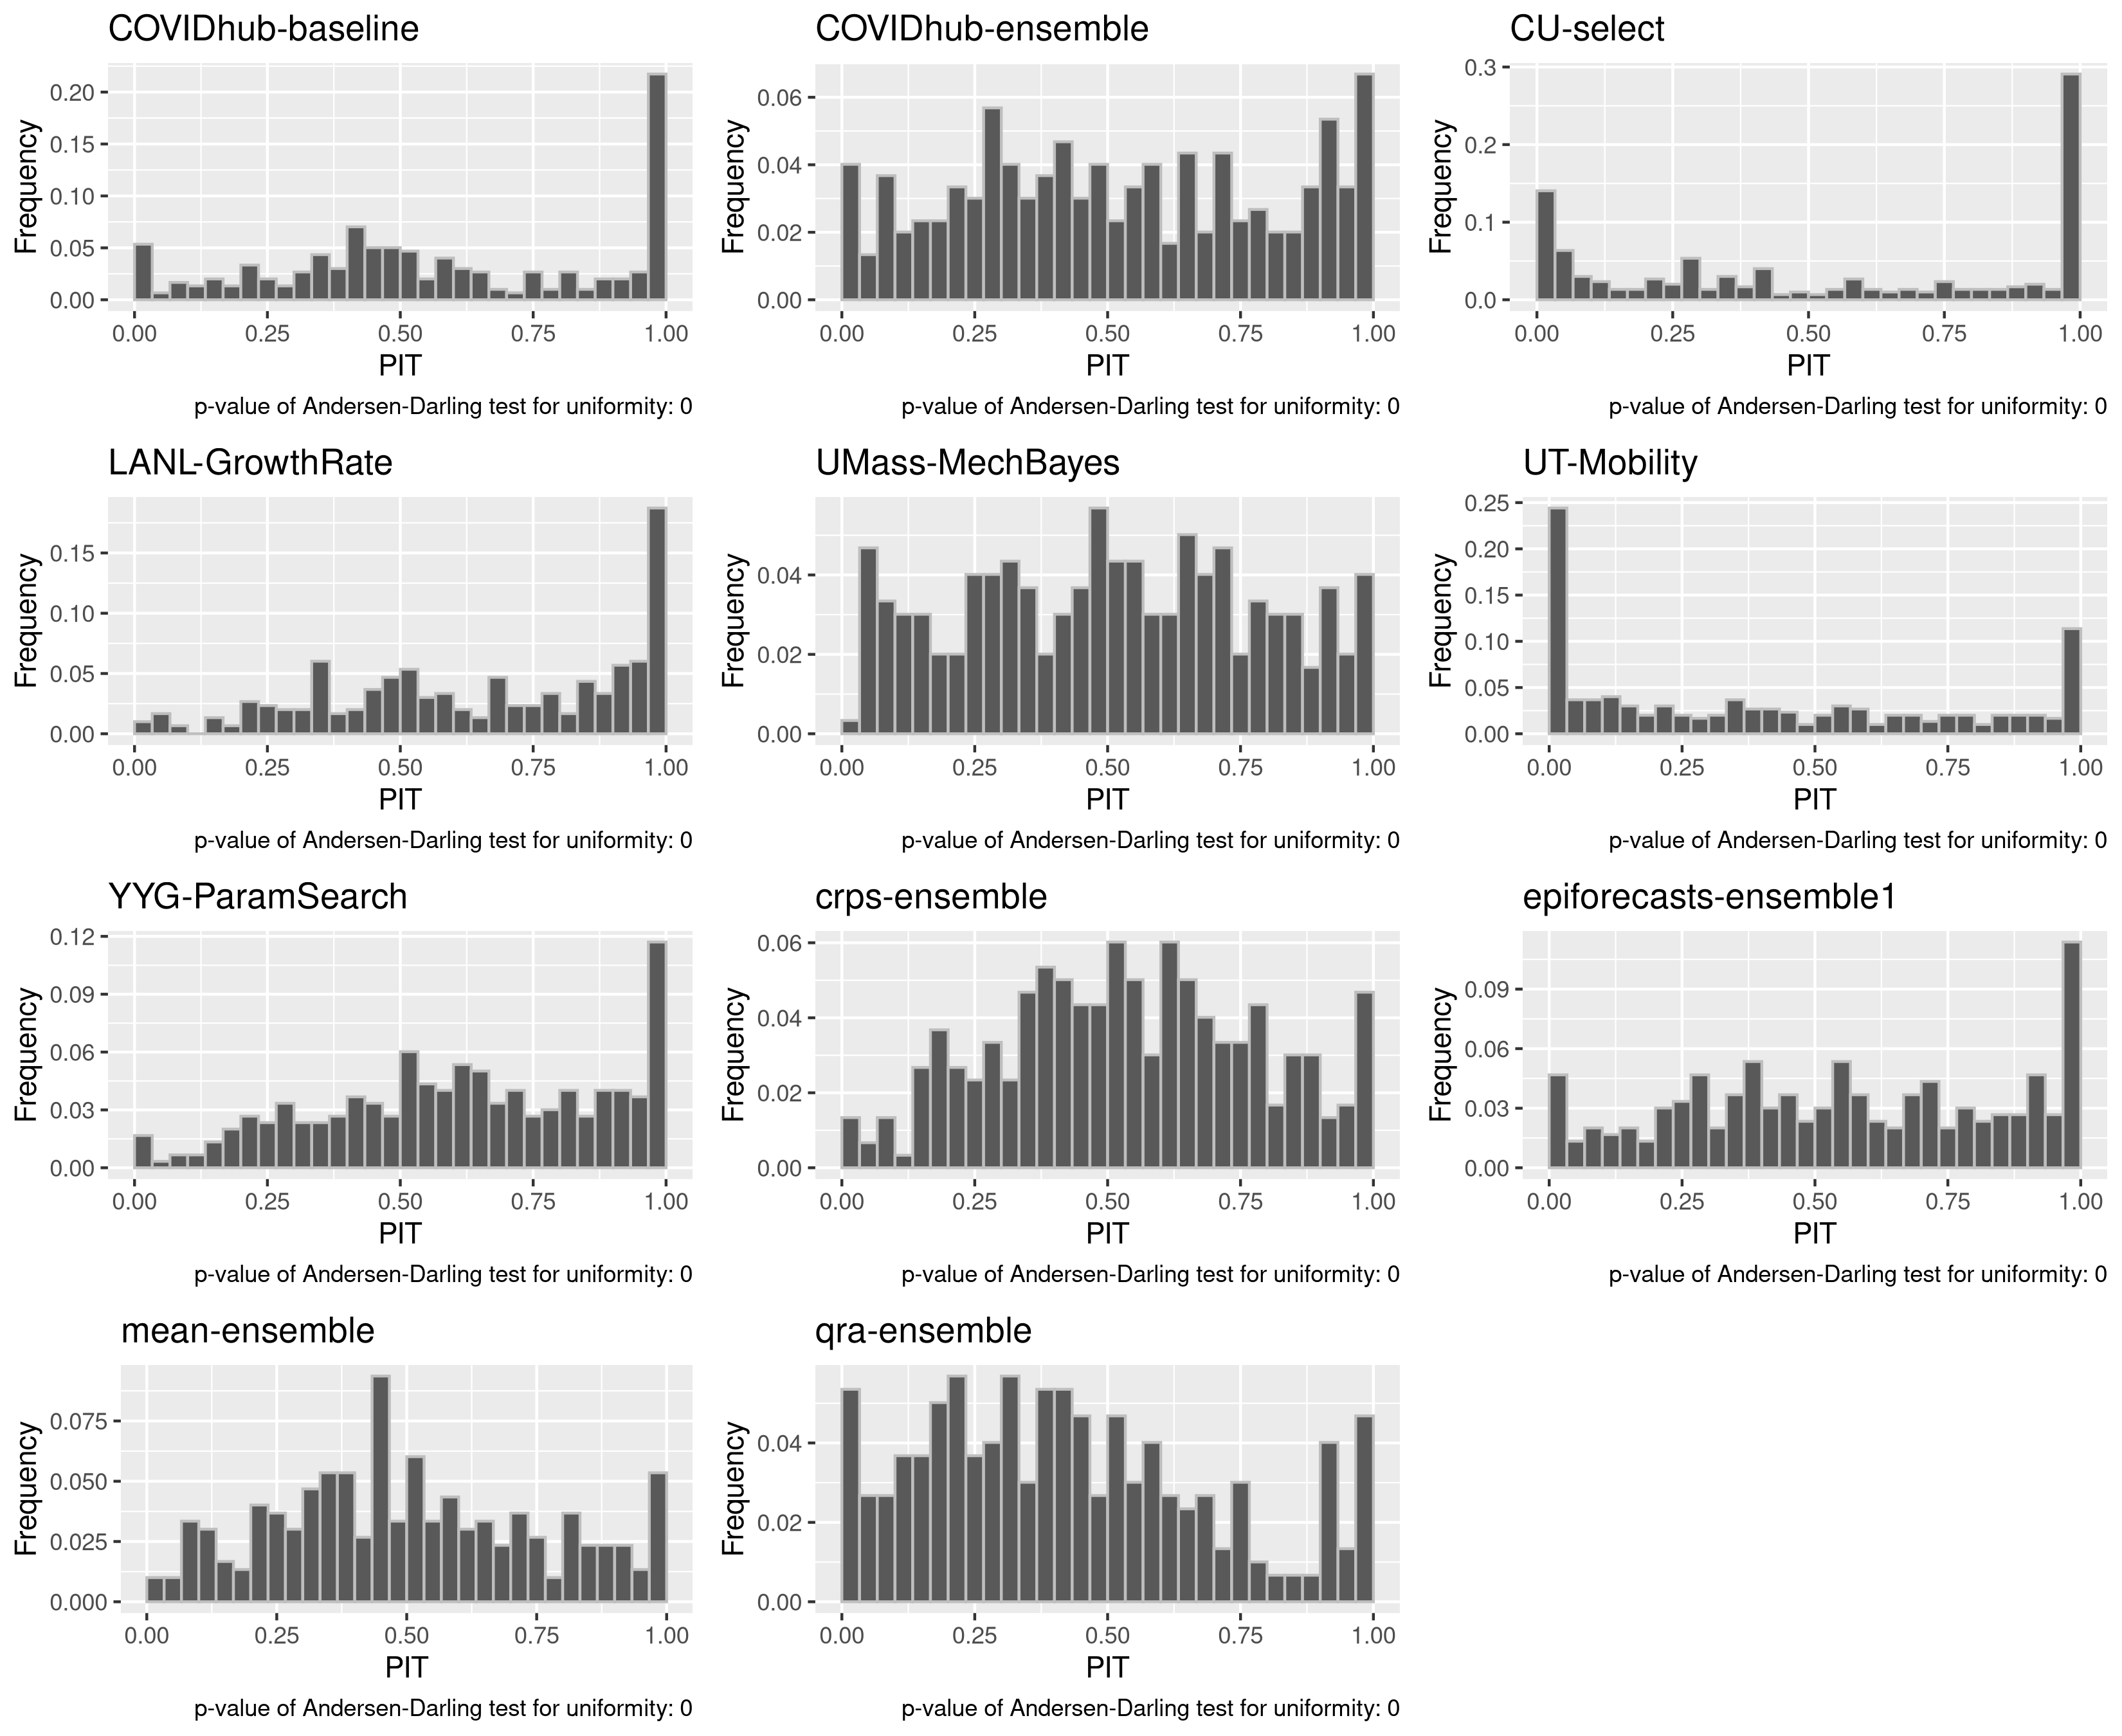 COVIDhub-baseline
0.20
0.15
0.10
0.05
0.00
Frequency
0.00 0.25 0.50 0.75 1.00
PIT
p-value of Andersen-Darling test for uniformity: 0
COVIDhub-ensemble
0.06
0.04
0.02
0.00
Frequency
0.00 0.25 0.50 0.75 1.00
PIT
p-value of Andersen-Darling test for uniformity: 0
CU-select
0.3
0.2
0.1
0.0
Frequency
0.00 0.25 0.50 0.75 1.00
PIT
p-value of Andersen-Darling test for uniformity: 0
LANL-GrowthRate
0.15
0.10
0.05
0.00
Frequency
0.00 0.25 0.50 0.75 1.00
PIT
p-value of Andersen-Darling test for uniformity: 0
UMass-MechBayes
0.04
0.02
0.00
Frequency
0.00 0.25 0.50 0.75 1.00
PIT
p-value of Andersen-Darling test for uniformity: 0
UT-Mobility
0.25
0.20
0.15
0.10
0.05
0.00
Frequency
0.00 0.25 0.50 0.75 1.00
PIT
p-value of Andersen-Darling test for uniformity: 0
YYG-ParamSearch
0.12
0.09
0.06
0.03
0.00
Frequency
0.00 0.25 0.50 0.75 1.00
PIT
p-value of Andersen-Darling test for uniformity: 0
crps-ensemble
0.06
0.04
0.02
0.00
Frequency
0.00 0.25 0.50 0.75 1.00
PIT
p-value of Andersen-Darling test for uniformity: 0
epiforecasts-ensemble1
0.09
0.06
0.03
0.00
Frequency
0.00 0.25 0.50 0.75 1.00
PIT
p-value of Andersen-Darling test for uniformity: 0
mean-ensemble
0.075
0.050
0.025
0.000
Frequency
0.00 0.25 0.50 0.75 1.00
PIT
p-value of Andersen-Darling test for uniformity: 0
qra-ensemble
0.04
0.02
0.00
Frequency
0.00 0.25 0.50 0.75 1.00
PIT
p-value of Andersen-Darling test for uniformity: 0